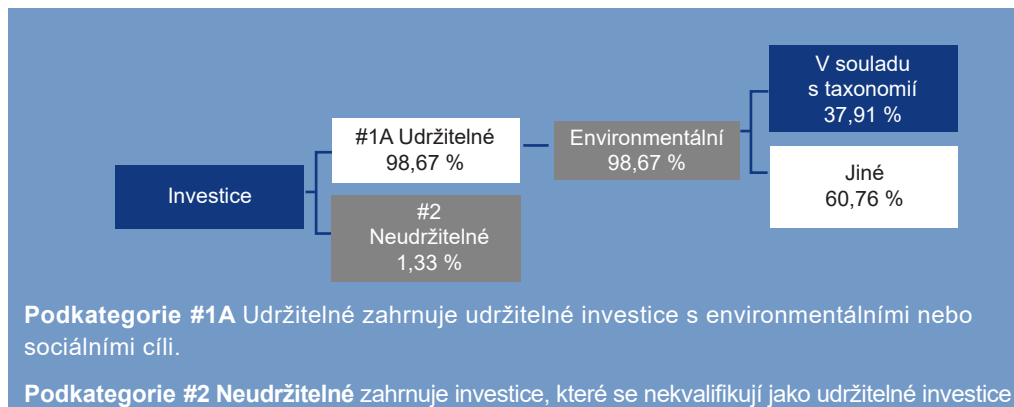 Investice
#1A Udržitelné
98,67 %
#2
Neudržitelné
1,33 %
Environmentální
98,67 %
V souladu
s taxonomií
37,91 %
Jiné
60,76 %
Podkategorie #1A Udržitelné zahrnuje udržitelné investice s environmentálními nebo
sociálními cíli.
Podkategorie #2 Neudržitelné zahrnuje investice, které se nekvalifikují jako udržitelné investice